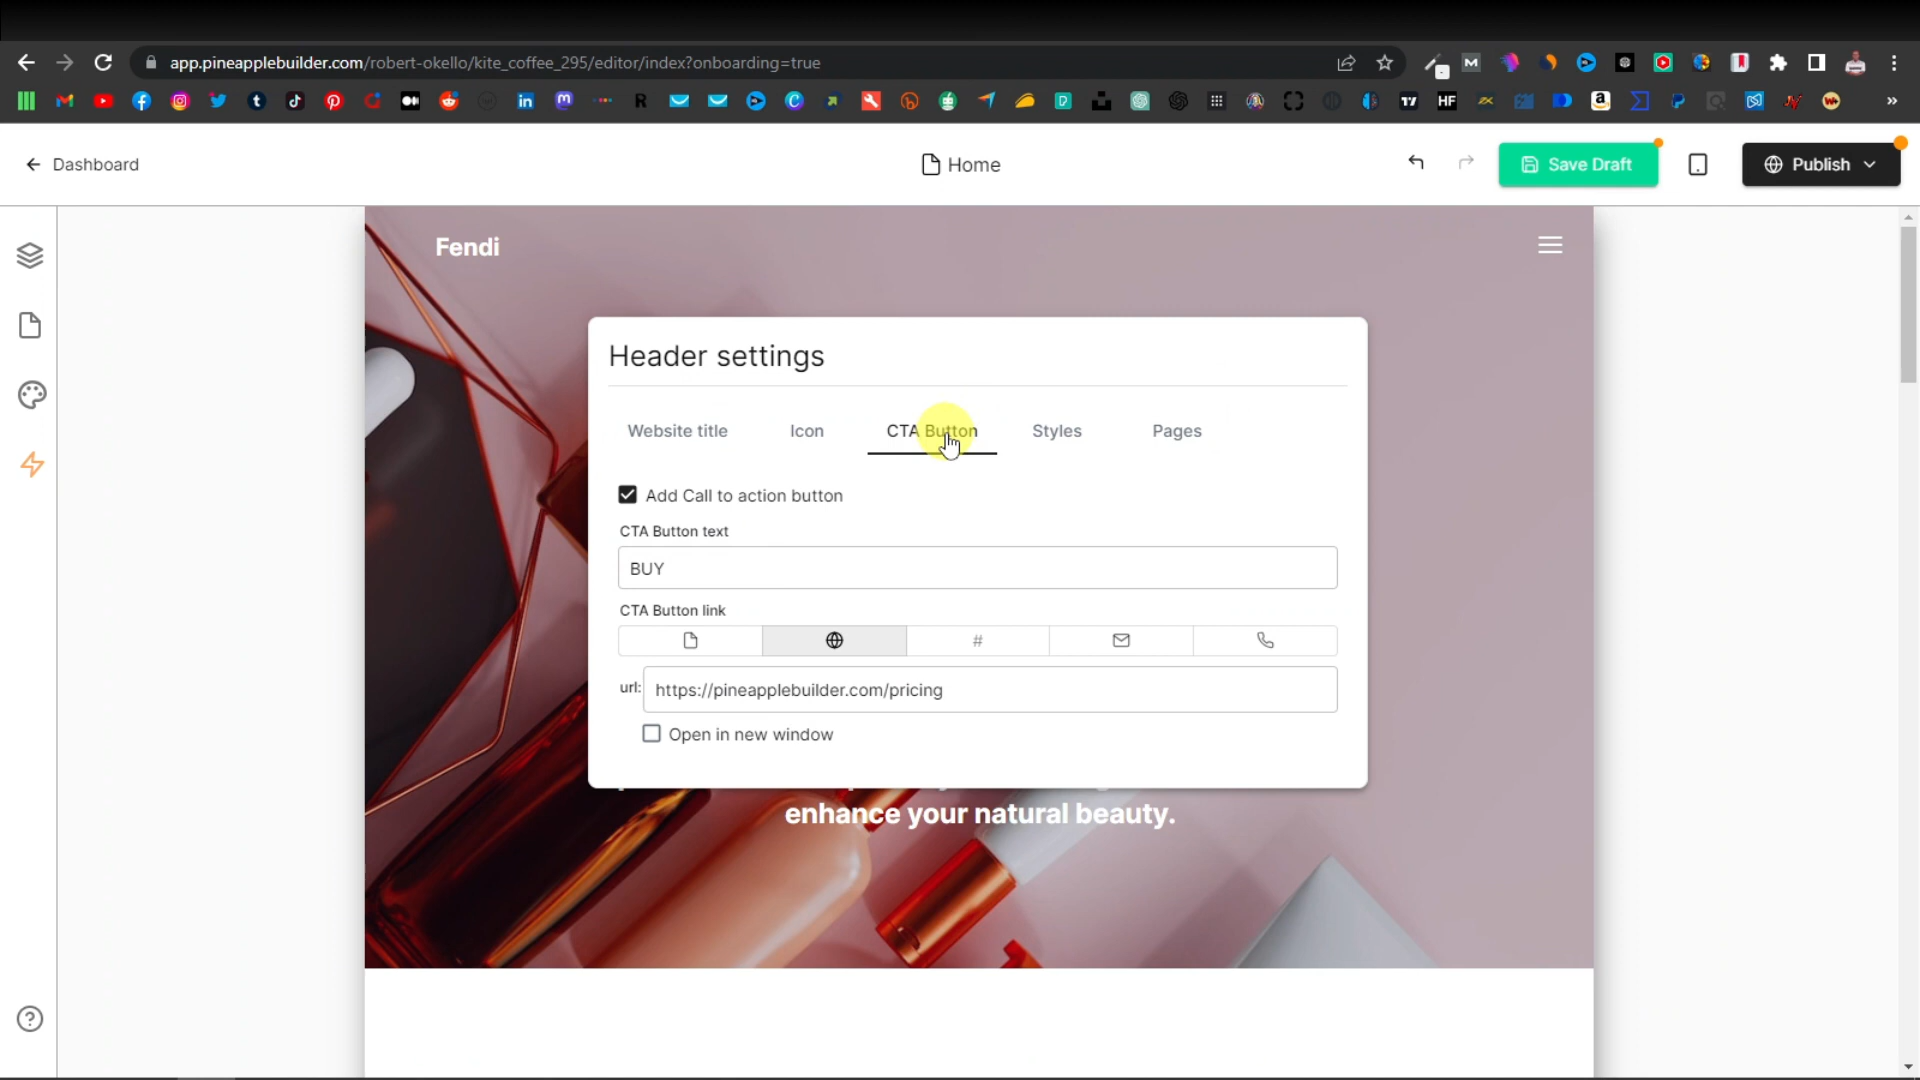 app.pineapplebuilder.com/robert-okello/kite_coffee_295/editor/index?onboarding=true
Dashboard
Home
Save Draft
Publish
Fendi
Header settings
Website title
Icon
CTA Button
Styles
Pages
Add Call to action button
CTA Button text
BUY
CTA Button link
#
url:
https://pineapplebuilder.com/pricing
Open in new window
enhance your natural beauty.